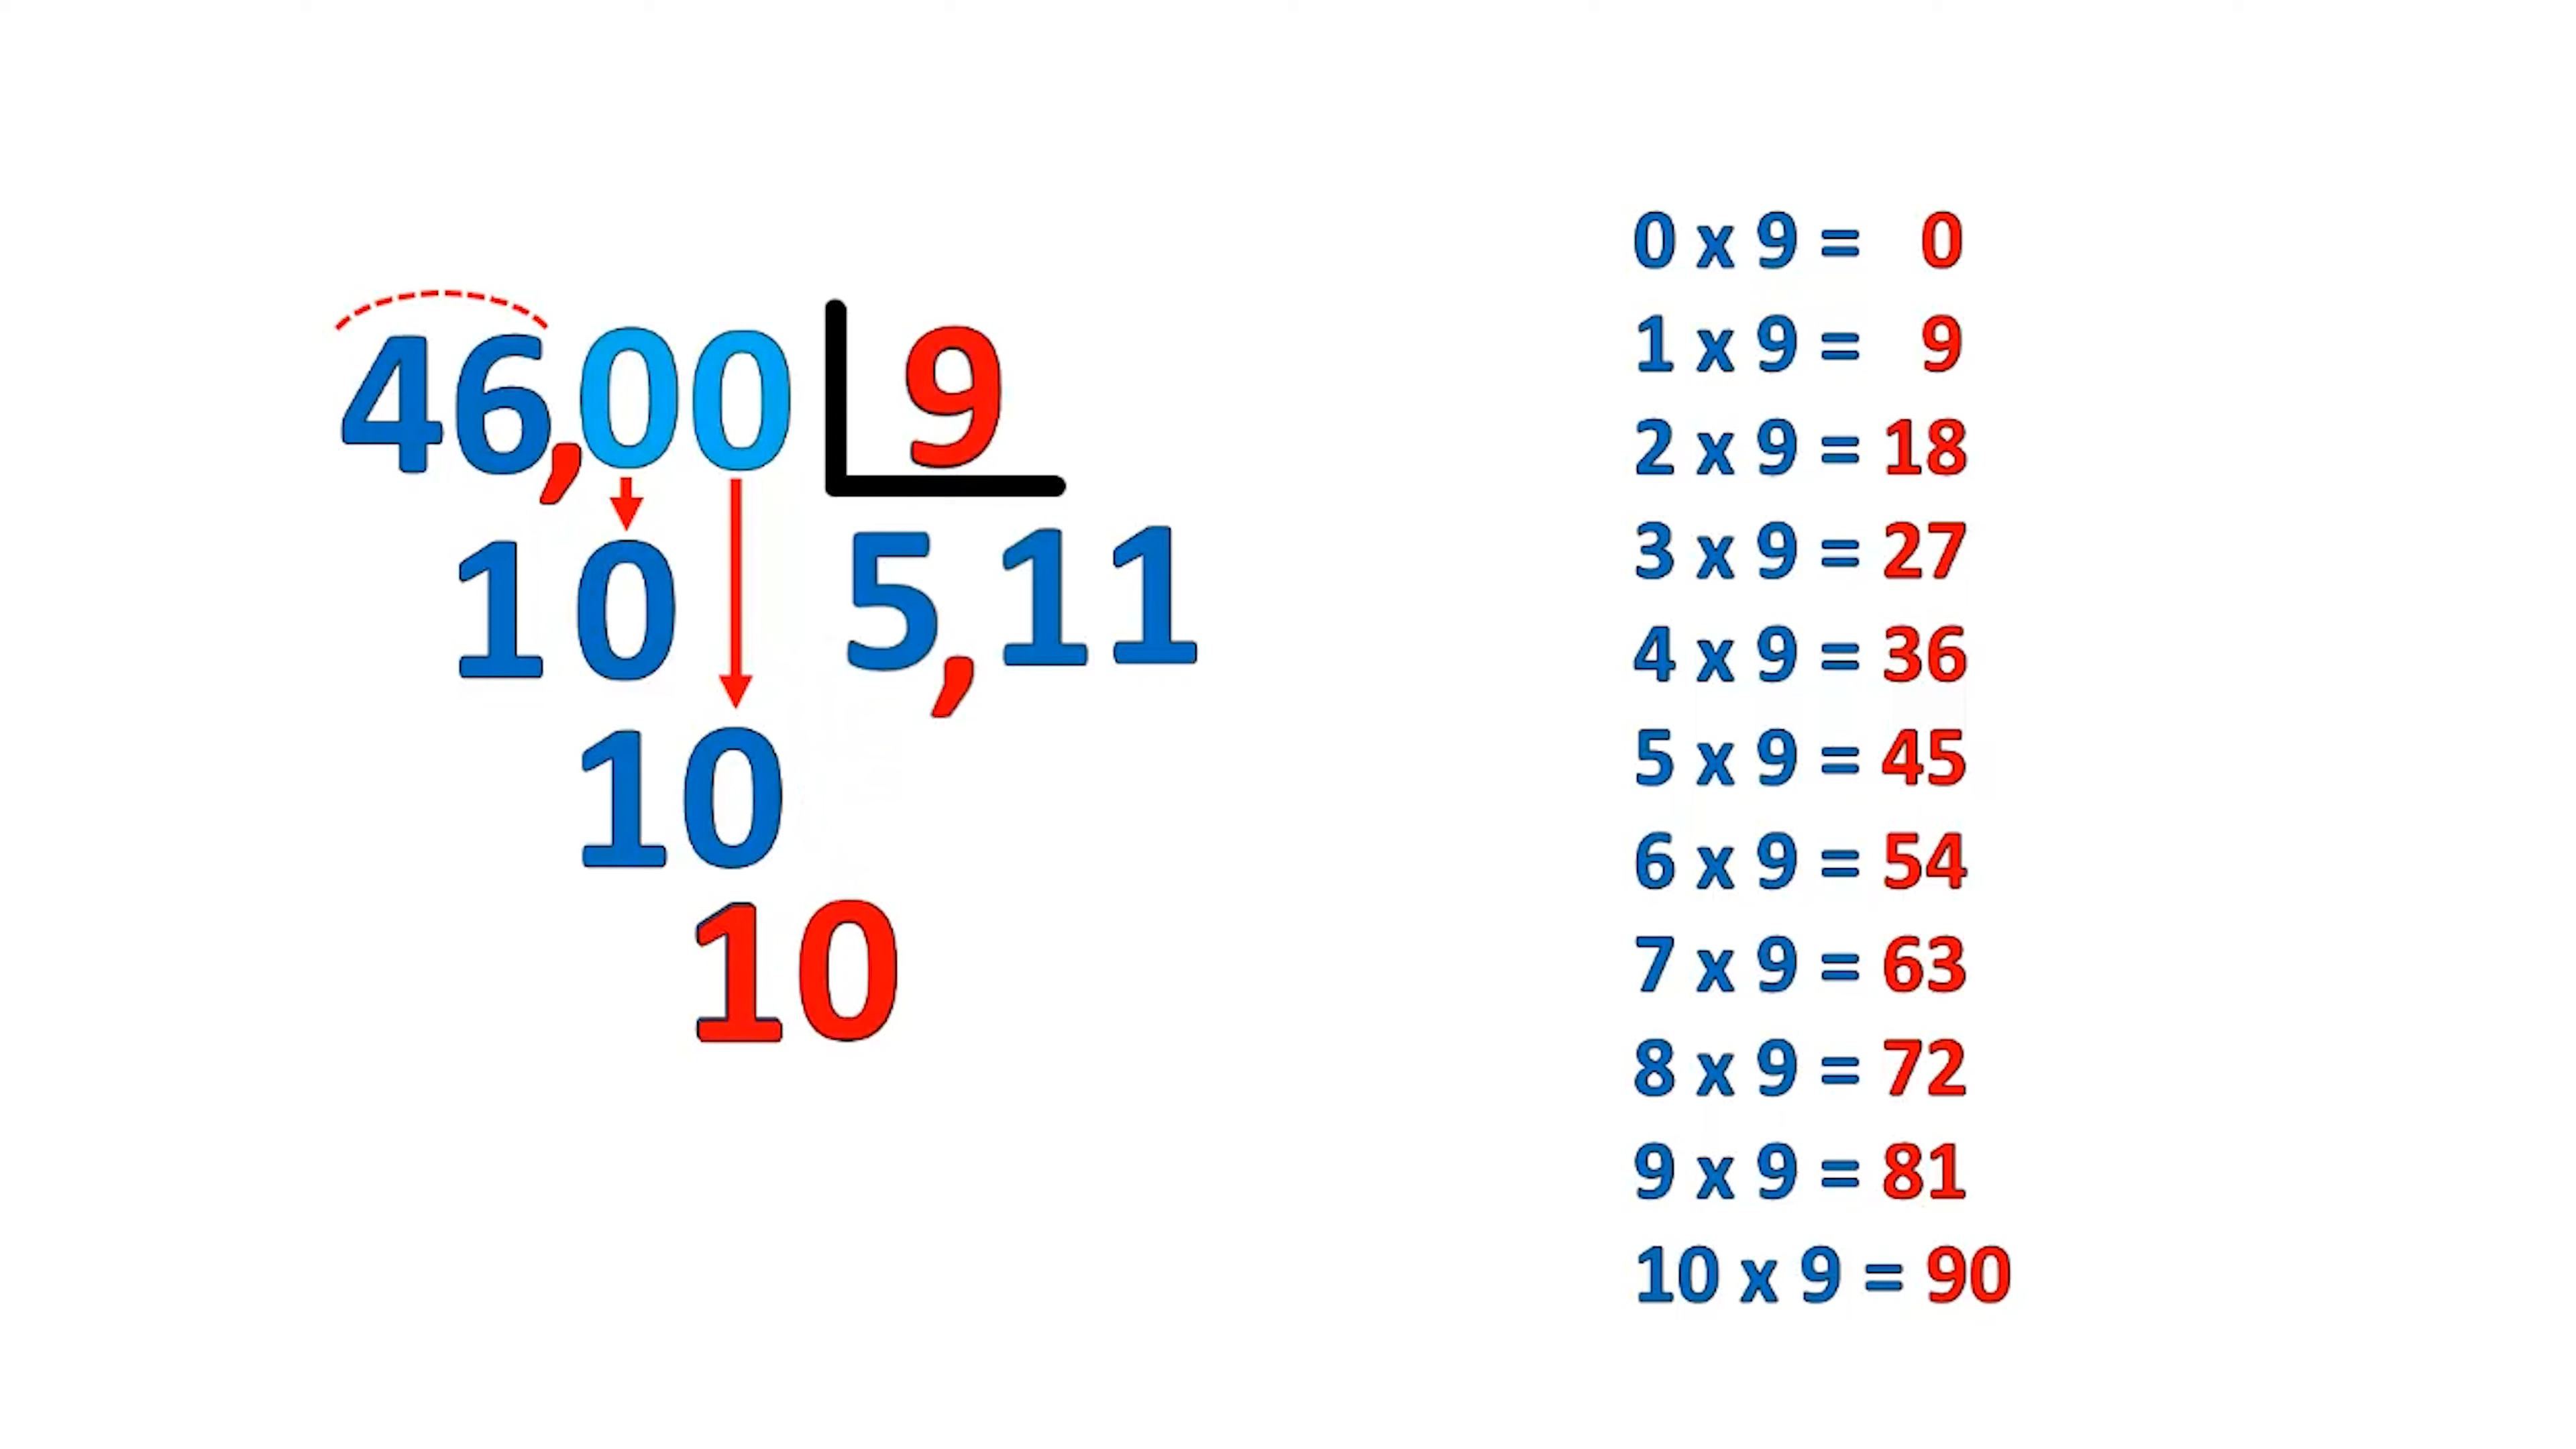 46,00 9
10 5,11
10
10
0 x 9 = 0
1 x 9 = 9
2 x 9 = 18
3 x 9 = 27
4 x 9 = 36
5 x 9 = 45
6 x 9 = 54
7 x 9 = 63
8 x 9 = 72
9 x 9 = 81
10 x 9 = 90